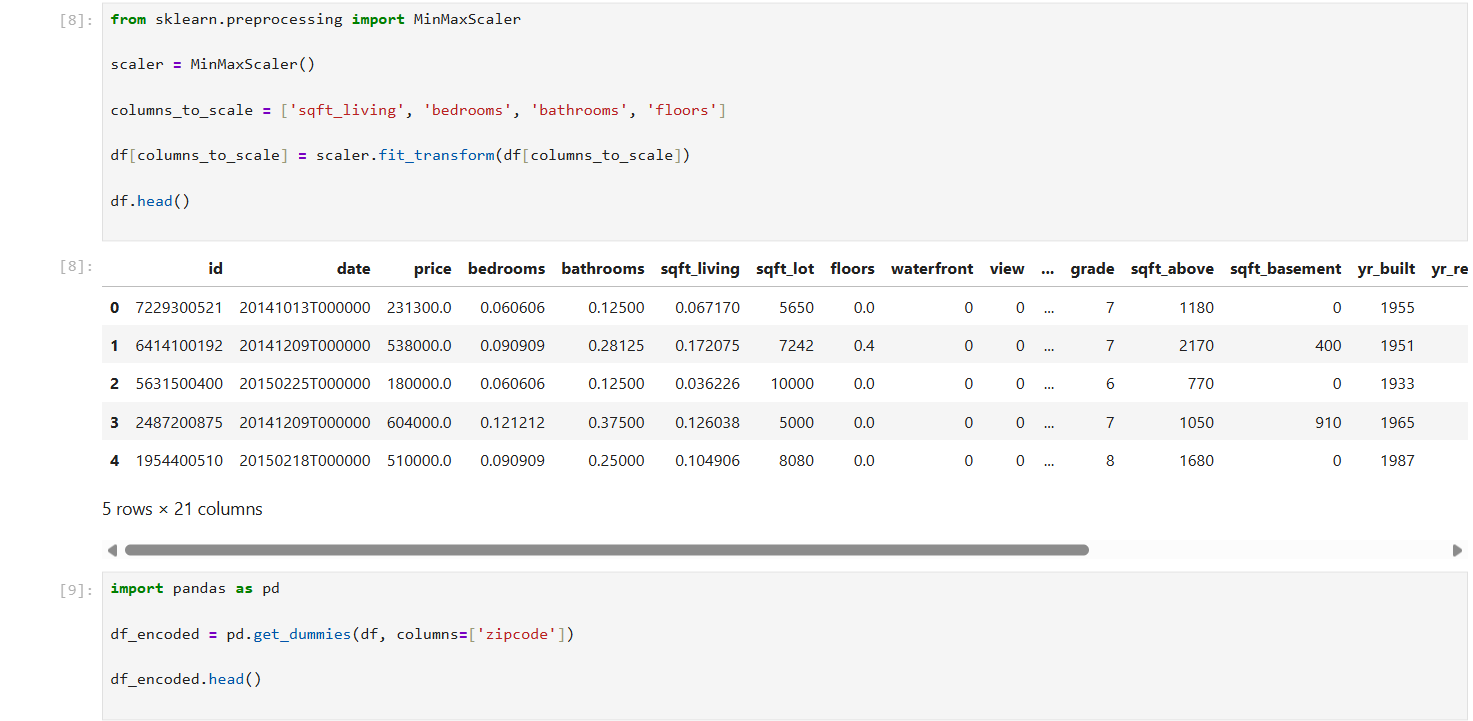 [8]: from sklearn.preprocessing import MinMaxScaler
scaler = MinMaxScaler()
columns_to_scale = ['sqft_living', 'bedrooms', 'bathrooms', 'floors']
df[columns_to_scale] = scaler.fit_transform(df[columns_to_scale])
df.head()
[8]: id date price bedrooms bathrooms sqft_living sqft_lot floors waterfront view ... grade sqft_above sqft_basement yr_built yr_re
0 7229300521 20141013T000000 231300.0 0.060606 0.12500 0.067170 5650 0.0 0 0 ... 7 1180 0 1955
1 6414100192 20141209T000000 538000.0 0.090909 0.28125 0.172075 7242 0.4 0 0 ... 7 2170 400 1951
2 5631500400 20150225T000000 180000.0 0.060606 0.12500 0.036226 10000 0.0 0 0 ... 6 770 0 1933
3 2487200875 20141209T000000 604000.0 0.121212 0.37500 0.126038 5000 0.0 0 0 ... 7 1050 910 1965
4 1954400510 20150218T000000 510000.0 0.090909 0.25000 0.104906 8080 0.0 0 0 ... 8 1680 0 1987
5 rows × 21 columns
[9]: import pandas as pd
df_encoded = pd.get_dummies(df, columns=['zipcode'])
df_encoded.head()